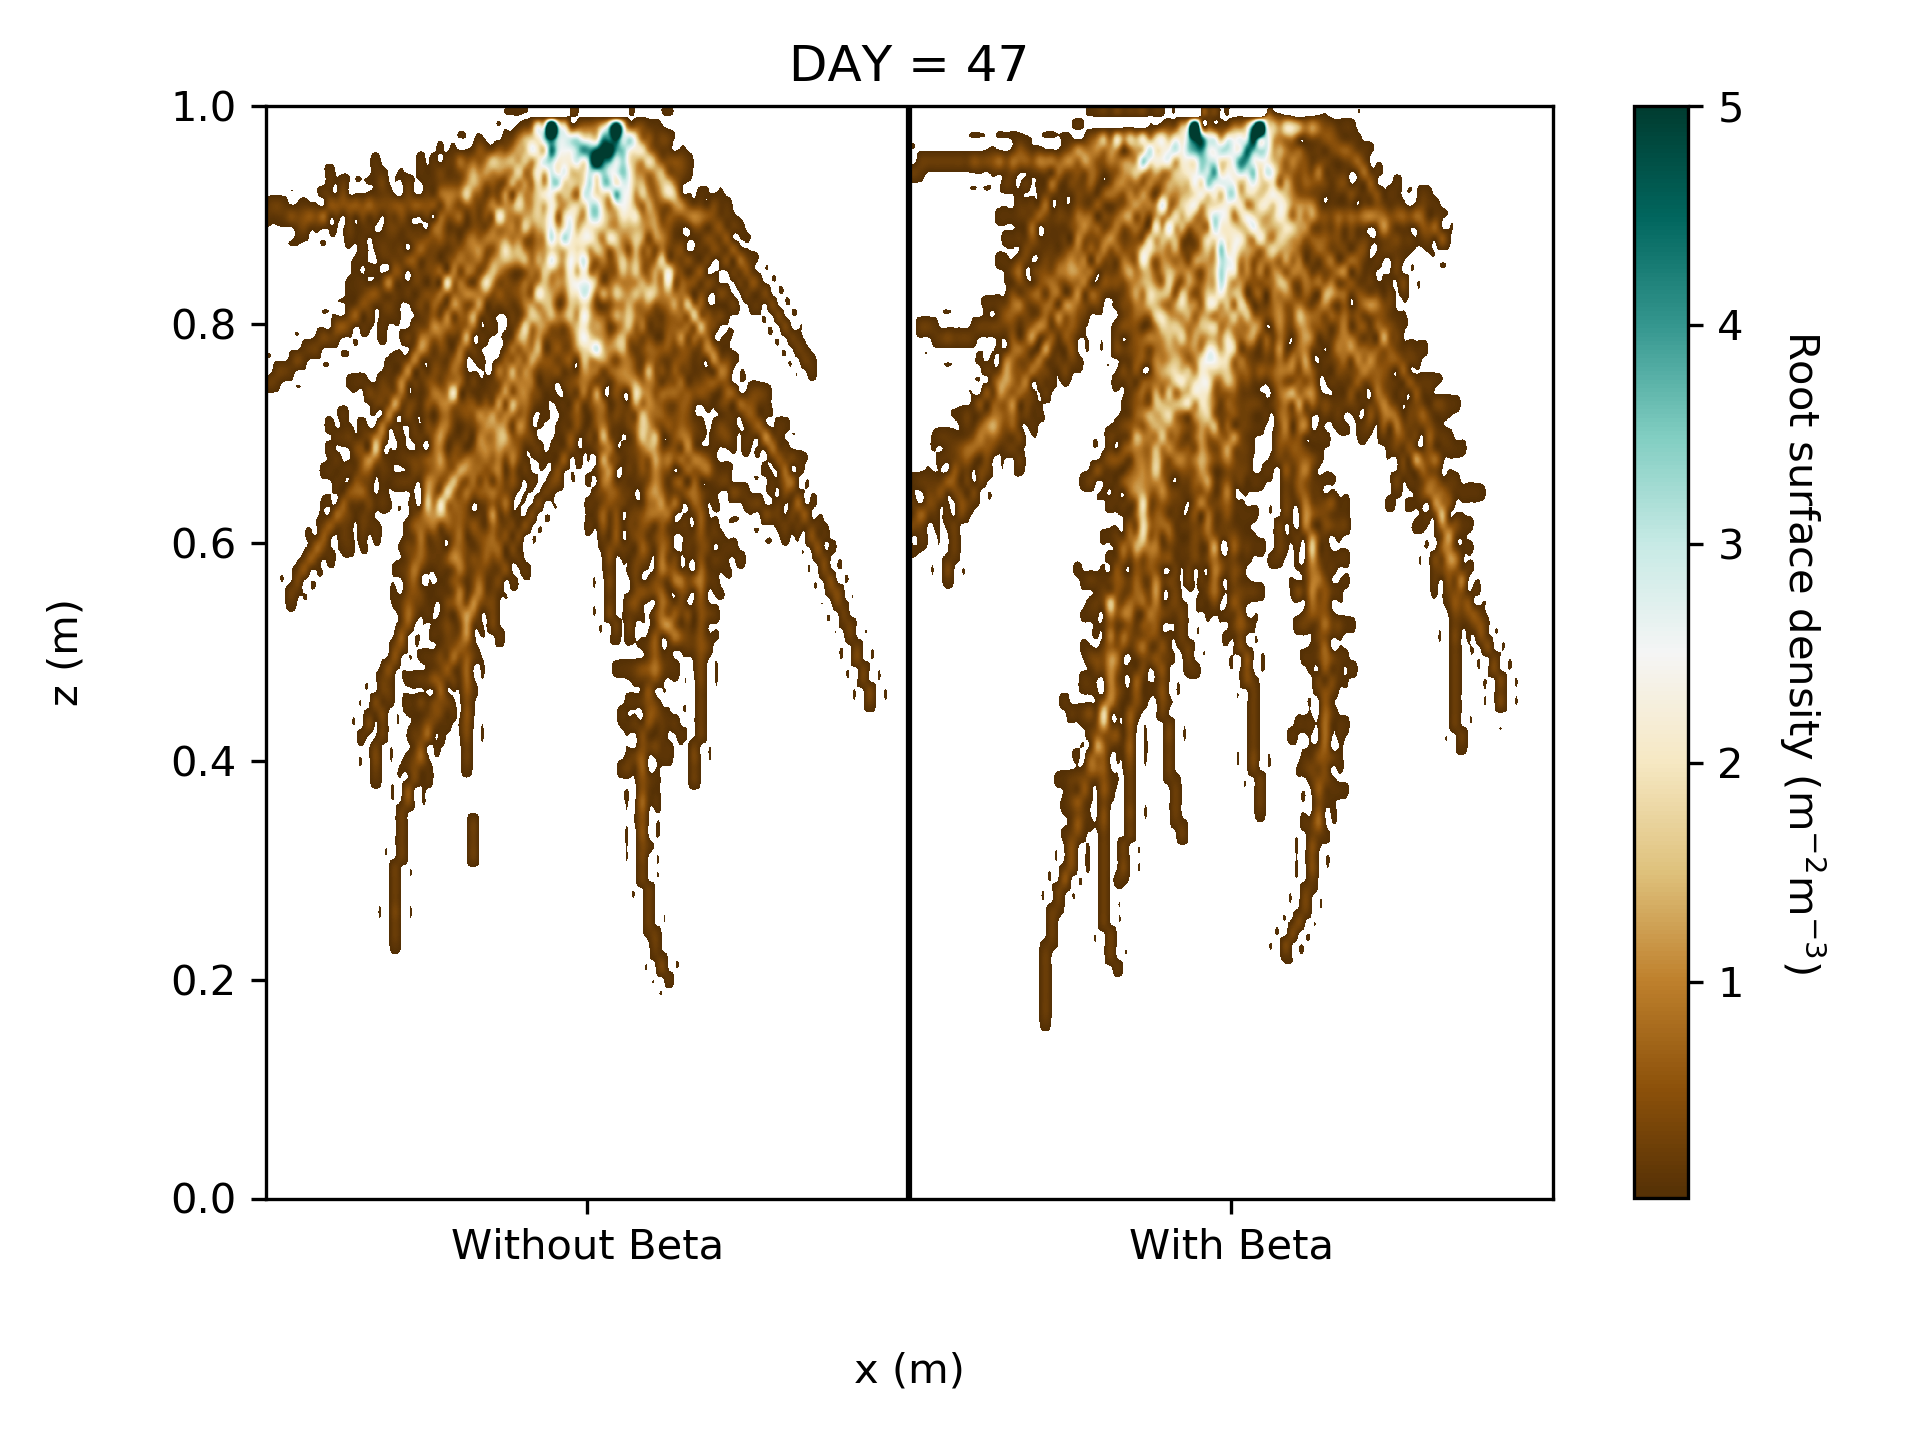 DAY = 47
1.0
0.8
0.6
0.4
0.2
0.0
z (m)
Without Beta
With Beta
x (m)
5
4
3
2
1
Root surface density (m⁻²m⁻³)